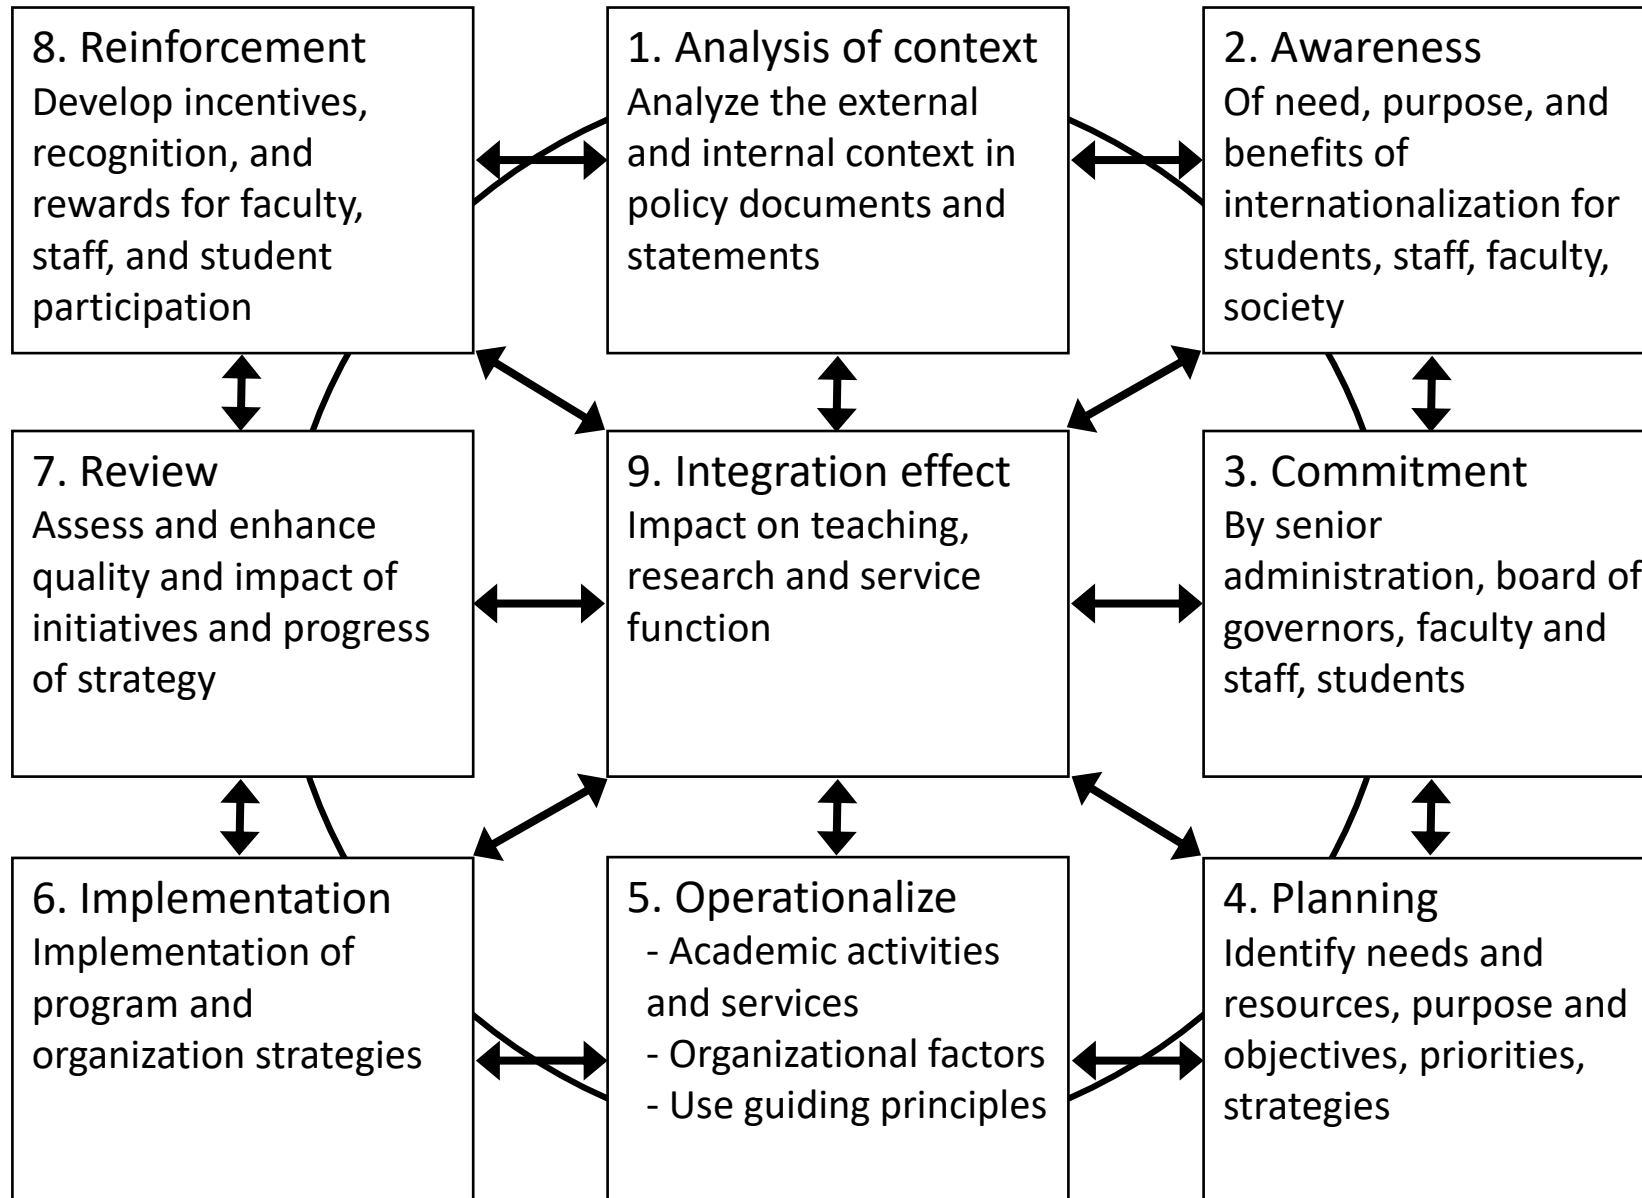 8. Reinforcement
Develop incentives,
recognition, and
rewards for faculty,
staff, and student
participation
1. Analysis of context
Analyze the external
and internal context in
policy documents and
statements
2. Awareness
Of need, purpose, and
benefits of
internationalization for
students, staff, faculty,
society
7. Review
Assess and enhance
quality and impact of
initiatives and progress
of strategy
9. Integration effect
Impact on teaching,
research and service
function
3. Commitment
By senior
administration, board of
governors, faculty and
staff, students
6. Implementation
Implementation of
program and
organization strategies
5. Operationalize
- Academic activities
and services
- Organizational factors
- Use guiding principles
4. Planning
Identify needs and
resources, purpose and
objectives, priorities,
strategies